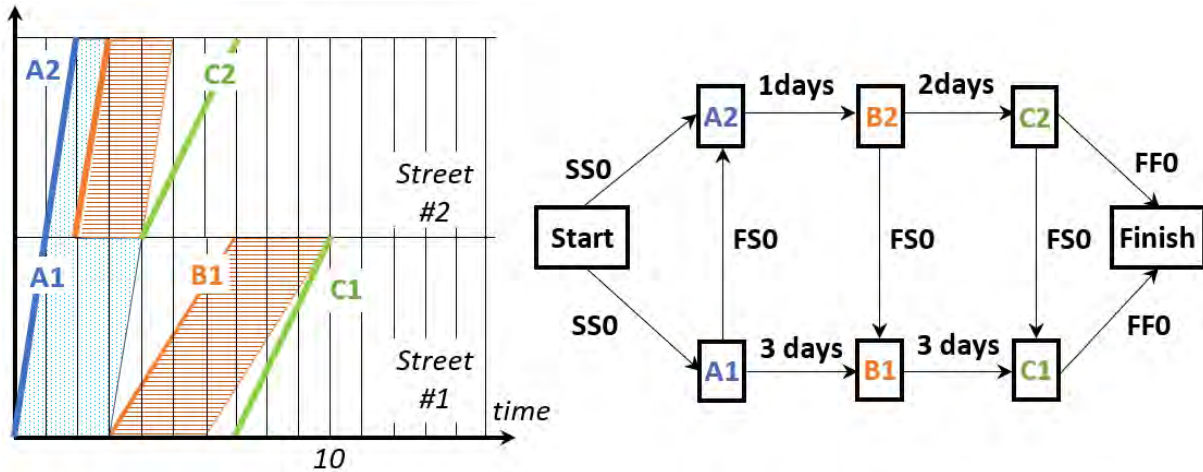 A2
C2
Street
#2
A1
B1
C1
Street
#1
time
10
1days
2days
A2
B2
C2
SS0
FF0
Start
FS0
FS0
FS0
Finish
SS0
FF0
3 days
3 days
A1
B1
C1